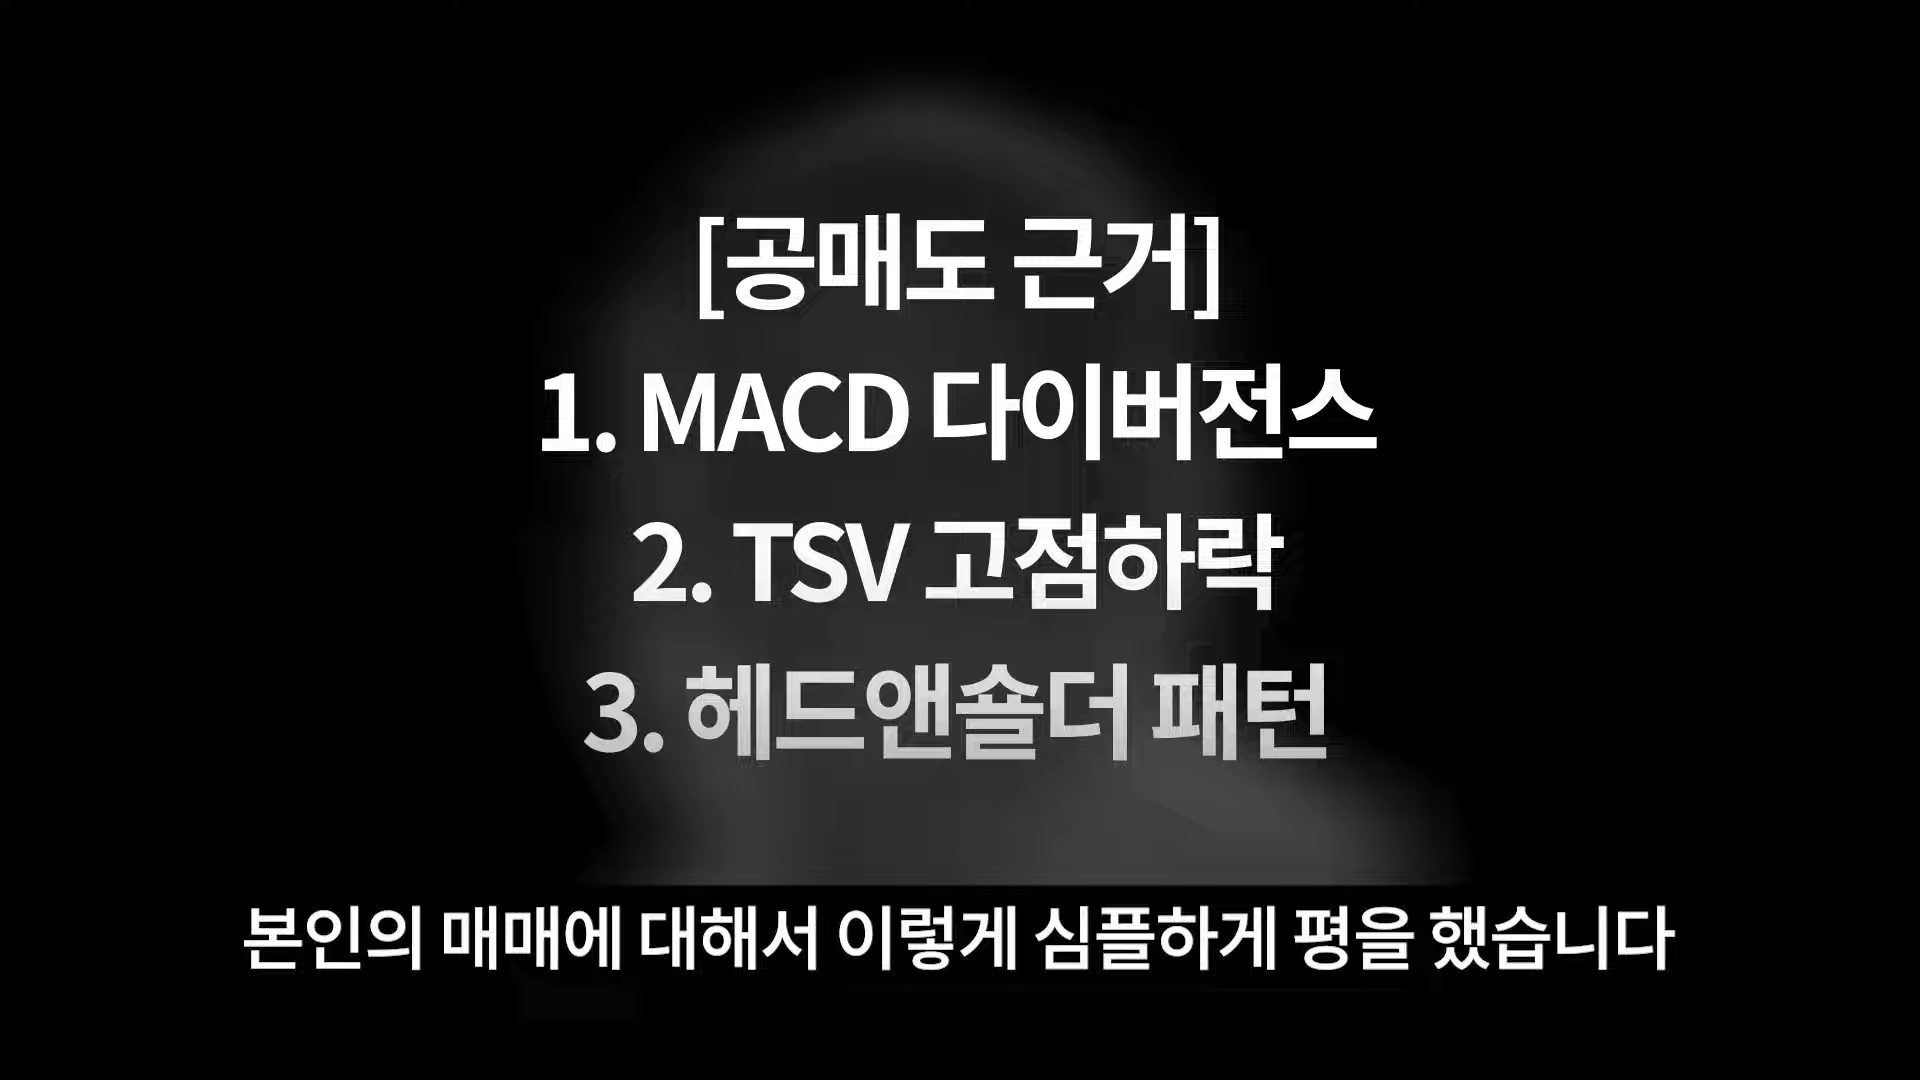 [공매도 근거]
1. MACD 다이버전스
2. TSV 고점하락
3. 헤드앤숄더 패턴
본인의 매매에 대해서 이렇게 심플하게 평을 했습니다